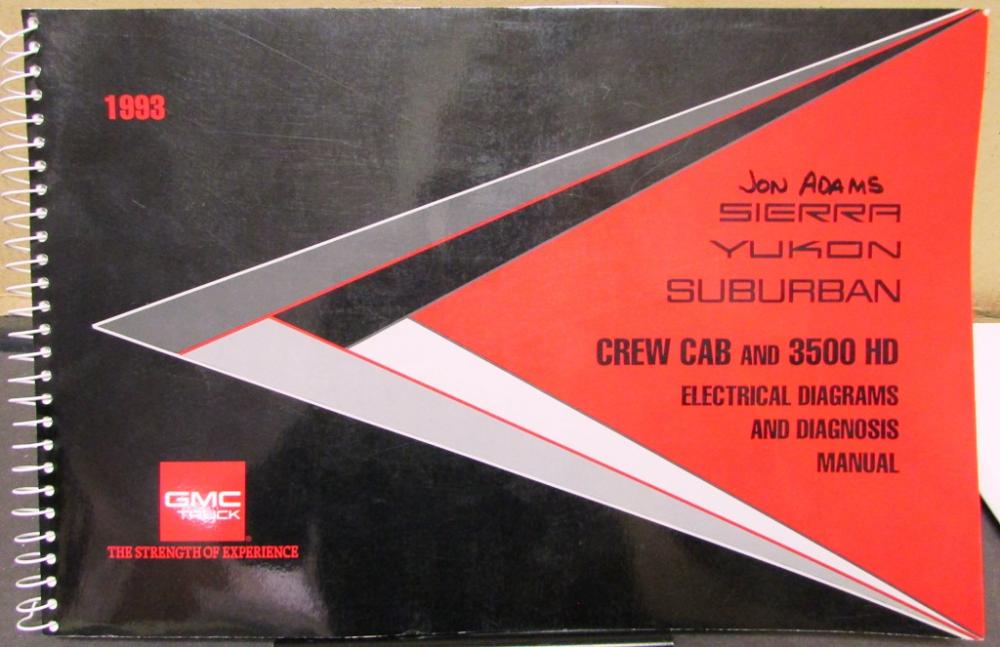 1993
JON ADAMS
SIERRA
YUKON
SUBURBAN
CREW CAB AND 3500 HD
ELECTRICAL DIAGRAMS
AND DIAGNOSIS
MANUAL
GMC
TRUCK
®
THE STRENGTH OF EXPERIENCE